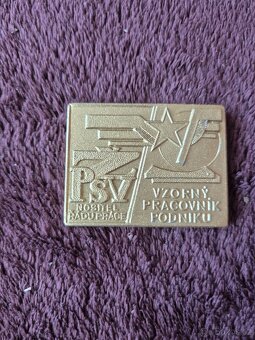 PSV
NOSITEL
ŘÁDU PRÁCE
VZORNÝ
PRACOVNÍK
PODNIKU